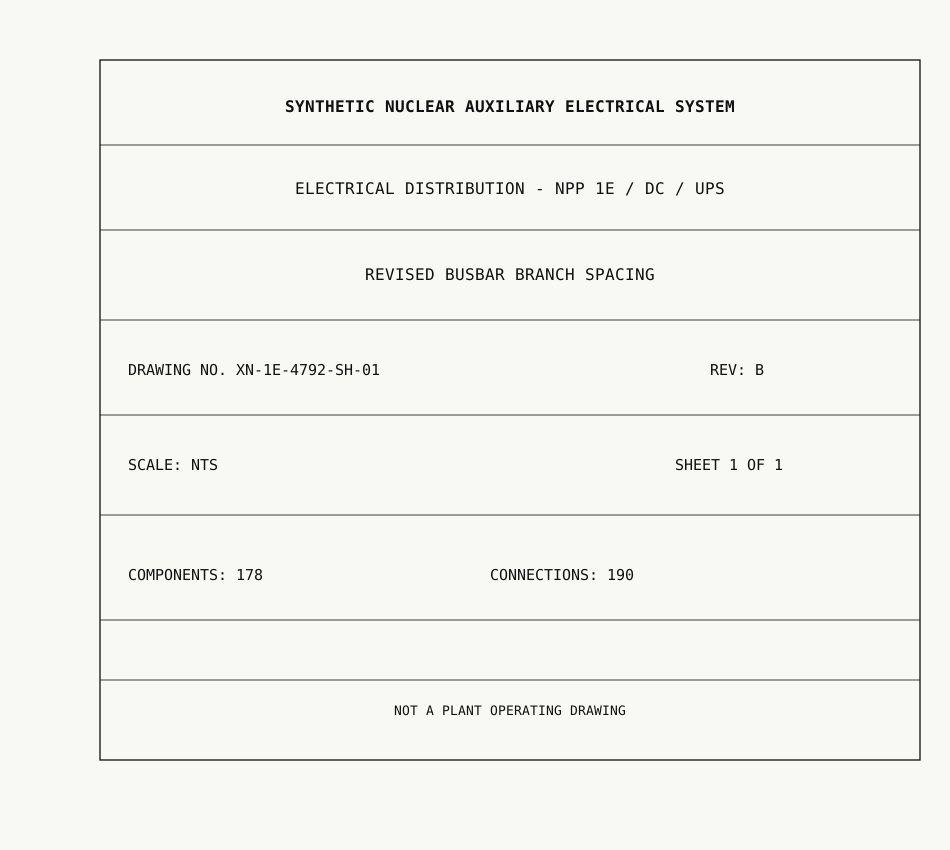 SYNTHETIC NUCLEAR AUXILIARY ELECTRICAL SYSTEM
ELECTRICAL DISTRIBUTION - NPP 1E / DC / UPS
REVISED BUSBAR BRANCH SPACING
DRAWING NO. XN-1E-4792-SH-01 REV: B
SCALE: NTS SHEET 1 OF 1
COMPONENTS: 178 CONNECTIONS: 190
NOT A PLANT OPERATING DRAWING